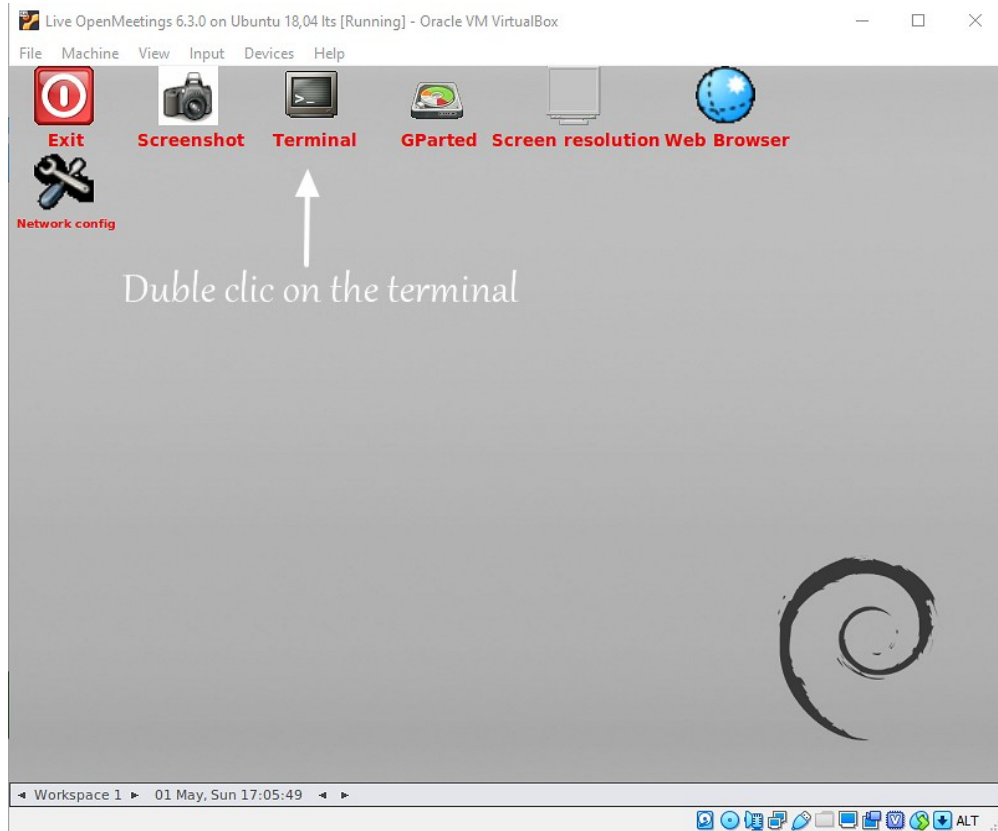 Live OpenMeetings 6.3.0 on Ubuntu 18,04 lts [Running] - Oracle VM VirtualBox
File Machine View Input Devices Help
Exit Screenshot Terminal GParted Screen resolution Web Browser
Network config
Duble clic on the terminal
Workspace 1 01 May, Sun 17:05:49
ALT